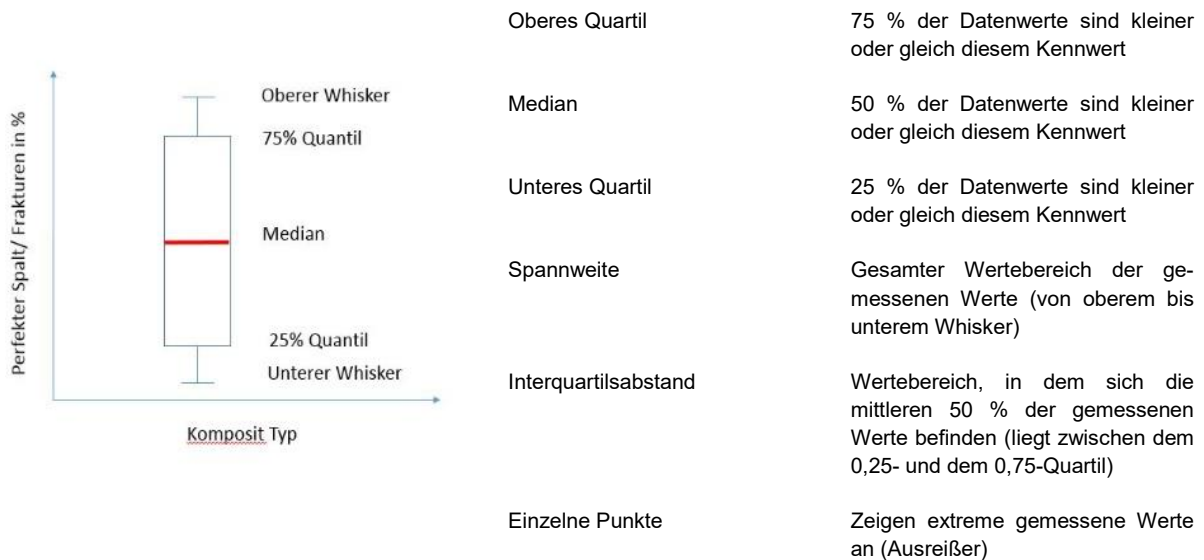 Perfekter Spalt/ Frakturen in %
Oberer Whisker
75% Quantil
Median
25% Quantil
Unterer Whisker
Komposit Typ
Oberes Quartil
75 % der Datenwerte sind kleiner
oder gleich diesem Kennwert
Median
50 % der Datenwerte sind kleiner
oder gleich diesem Kennwert
Unteres Quartil
25 % der Datenwerte sind kleiner
oder gleich diesem Kennwert
Spannweite
Gesamter Wertebereich der ge-
messenen Werte (von oberem bis
unterem Whisker)
Interquartilsabstand
Wertebereich, in dem sich die
mittleren 50 % der gemessenen
Werte befinden (liegt zwischen dem
0,25- und dem 0,75-Quartil)
Einzelne Punkte
Zeigen extreme gemessene Werte
an (Ausreißer)